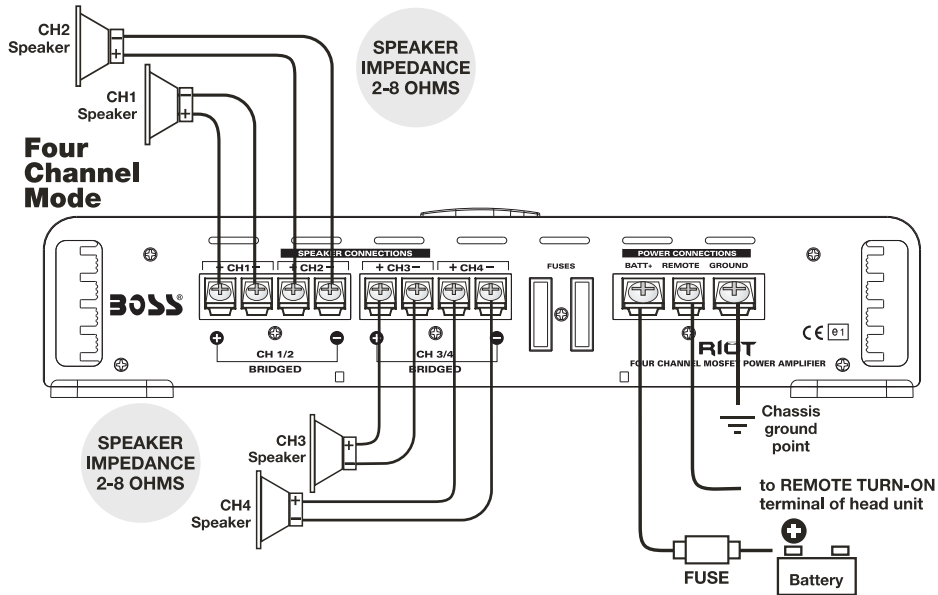 CH2
Speaker
SPEAKER
IMPEDANCE
2-8 OHMS
CH1
Speaker
Four
Channel
Mode
SPEAKER CONNECTIONS
+ CH1 −
+ CH2 −
+ CH3 −
+ CH4 −
FUSES
POWER CONNECTIONS
BATT+ REMOTE GROUND
BOSS®
CH 1/2
BRIDGED
CH 3/4
BRIDGED
CE e1
RIOT
FOUR CHANNEL MOSFET POWER AMPLIFIER
SPEAKER
IMPEDANCE
2-8 OHMS
CH3
Speaker
CH4
Speaker
Chassis
ground
point
to REMOTE TURN-ON
terminal of head unit
FUSE
Battery